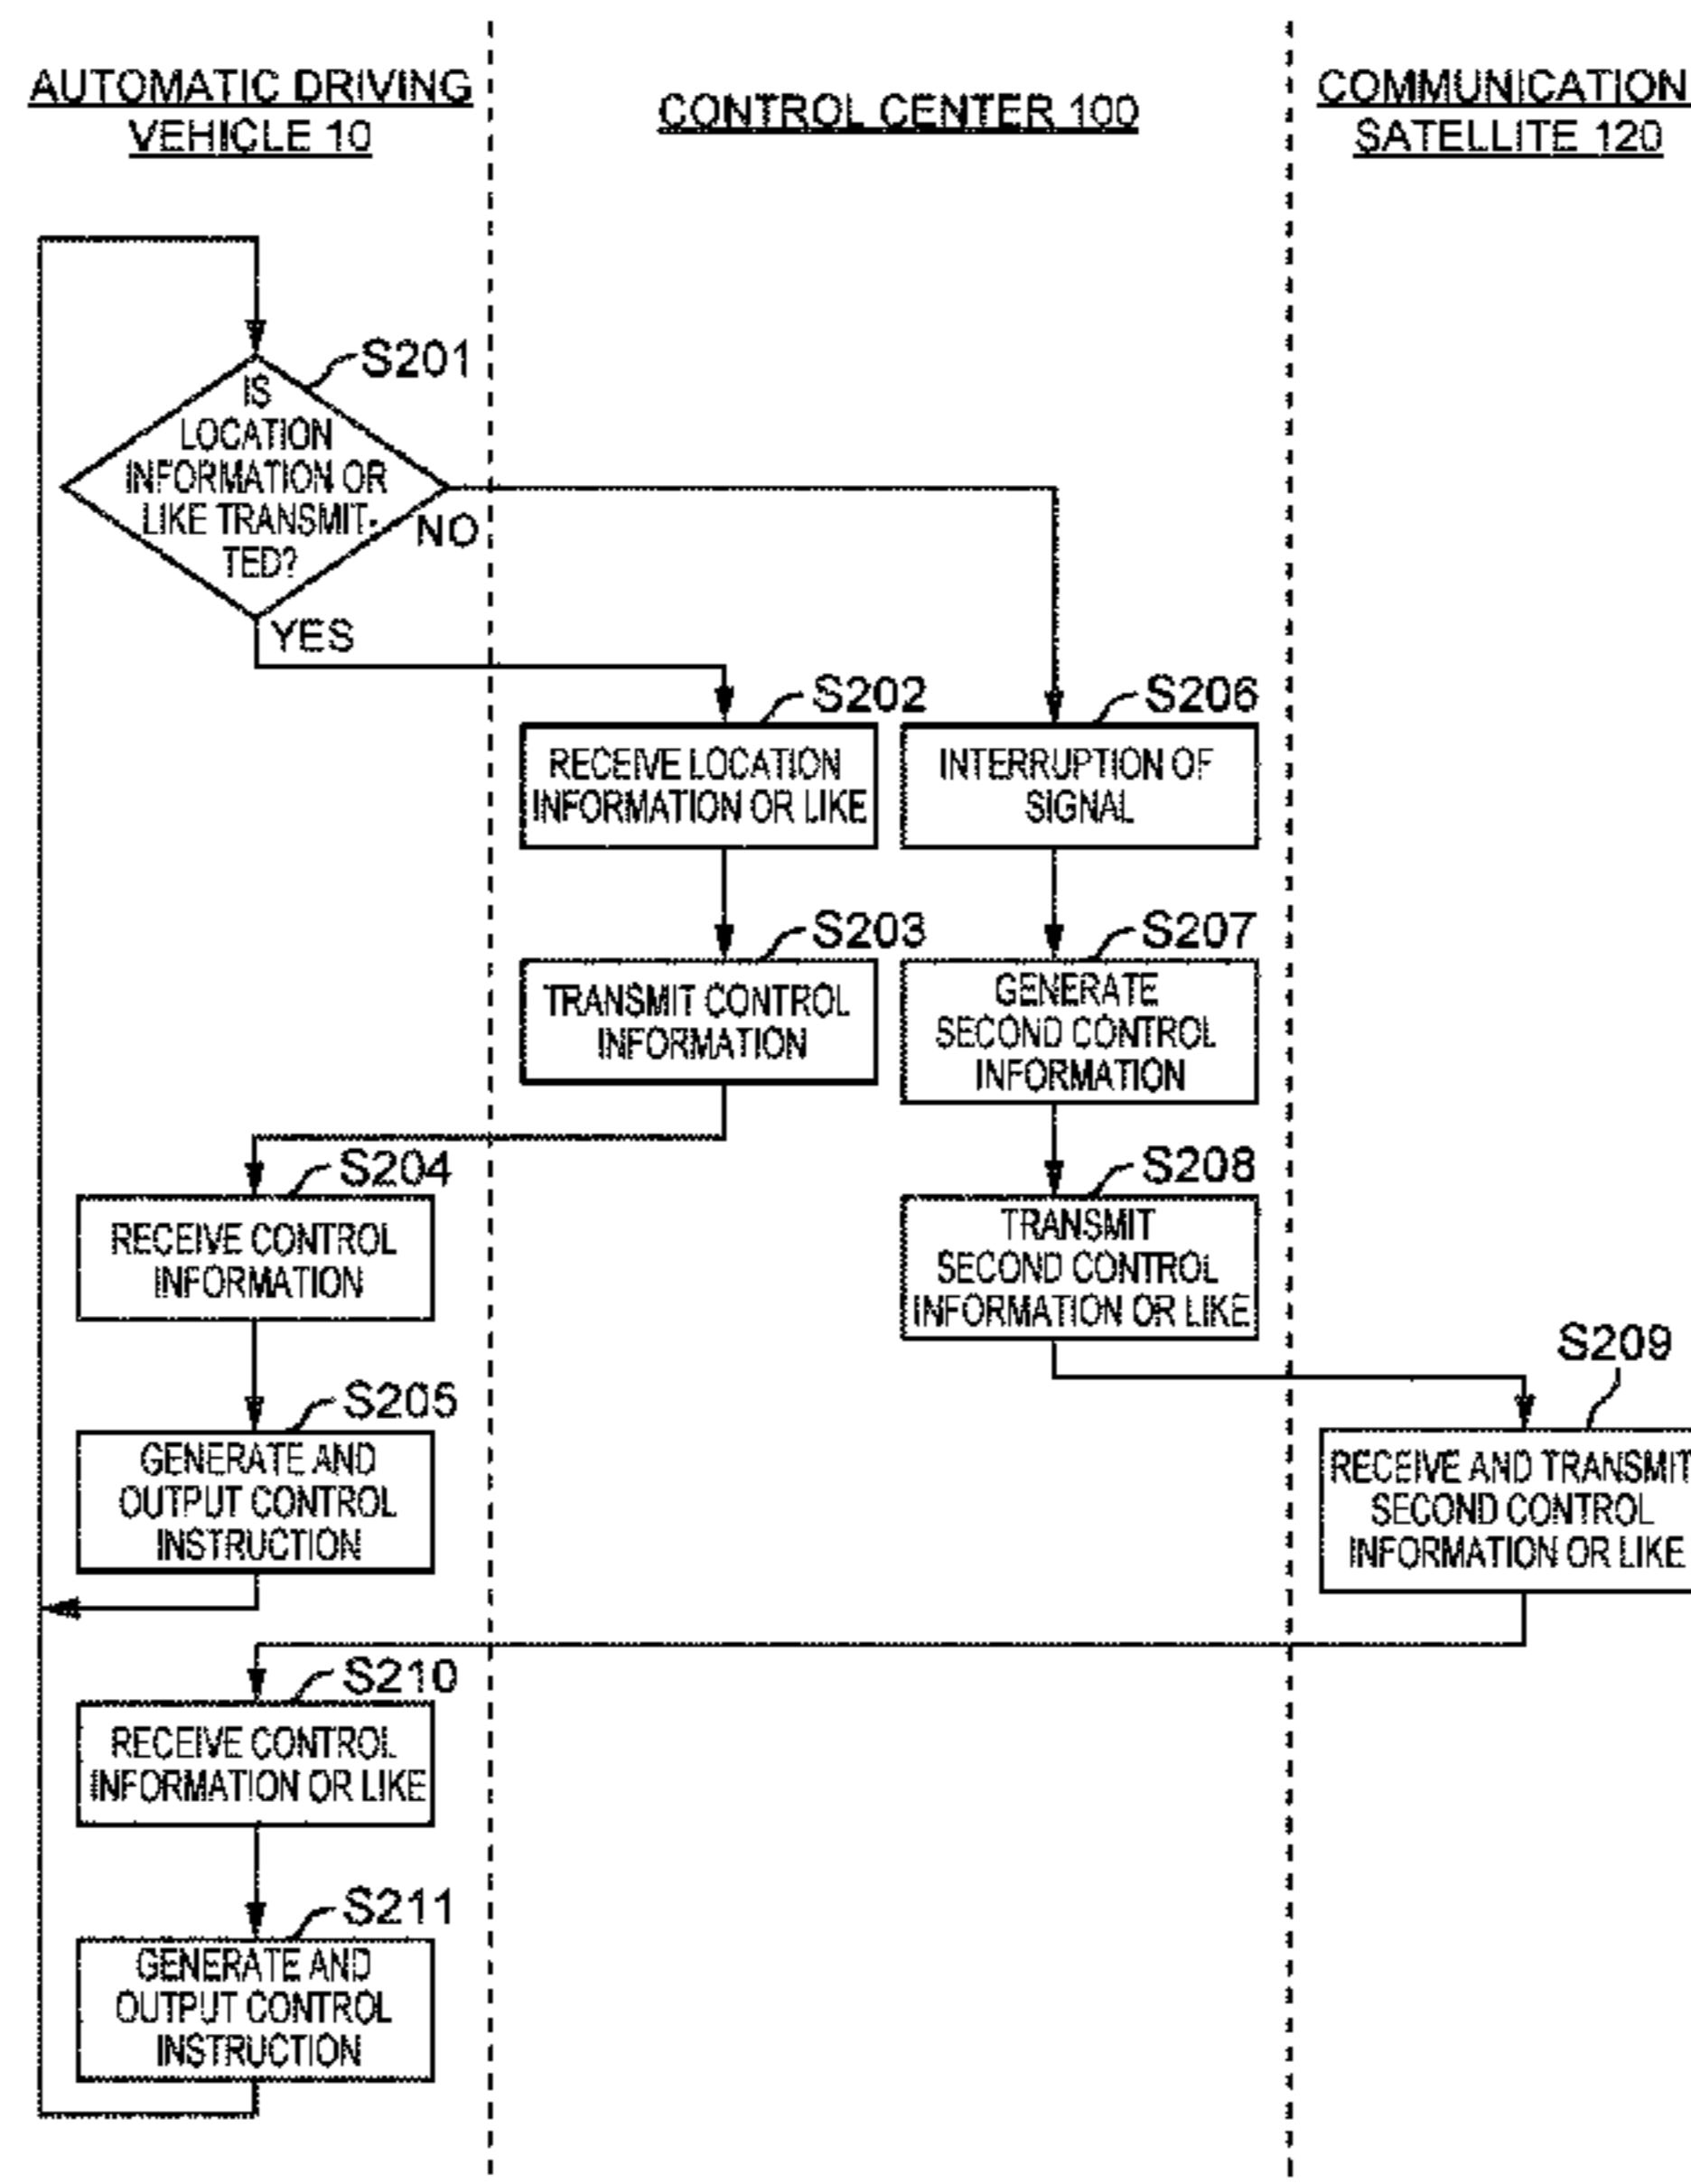 AUTOMATIC DRIVING
VEHICLE 10
CONTROL CENTER 100
COMMUNICATION
SATELLITE 120
S201
IS
LOCATION
INFORMATION OR
LIKE TRANSMIT-
TED?
NO
YES
S202
RECEIVE LOCATION
INFORMATION OR LIKE
S206
INTERRUPTION OF
SIGNAL
S203
TRANSMIT CONTROL
INFORMATION
S207
GENERATE
SECOND CONTROL
INFORMATION
S204
RECEIVE CONTROL
INFORMATION
S208
TRANSMIT
SECOND CONTROL
INFORMATION OR LIKE
S205
GENERATE AND
OUTPUT CONTROL
INSTRUCTION
S209
RECEIVE AND TRANSMIT
SECOND CONTROL
INFORMATION OR LIKE
S210
RECEIVE CONTROL
INFORMATION OR LIKE
S211
GENERATE AND
OUTPUT CONTROL
INSTRUCTION